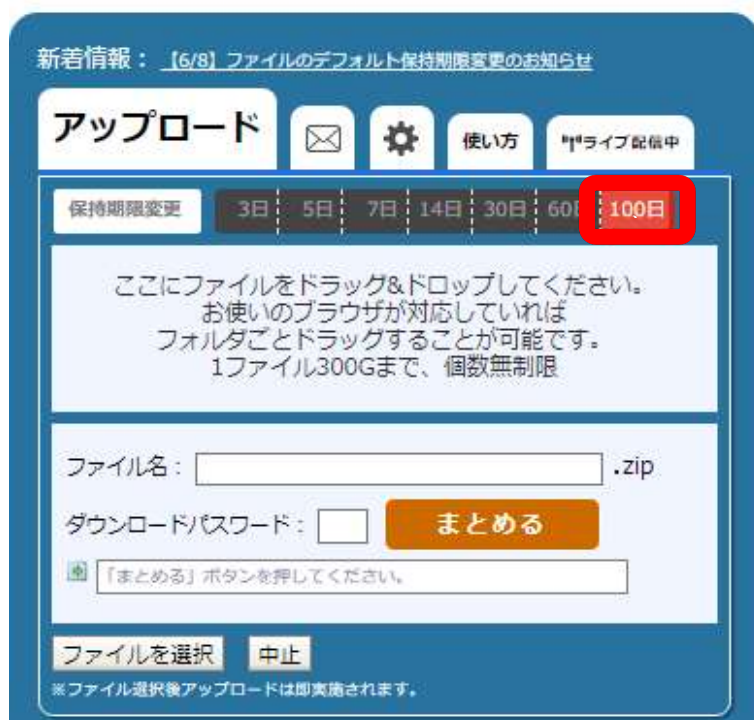 新着情報： 【6/8】ファイルのデフォルト保持期限変更のお知らせ
アップロード 使い方 ライブ配信中
保持期限変更 3日 5日 7日 14日 30日 60日 100日
ここにファイルをドラッグ&ドロップしてください。
お使いのブラウザが対応していれば
フォルダごとドラッグすることが可能です。
1ファイル300Gまで、個数無制限
ファイル名： .zip
ダウンロードパスワード： まとめる
「まとめる」ボタンを押してください。
ファイルを選択 中止
※ファイル選択後アップロードは即実施されます。